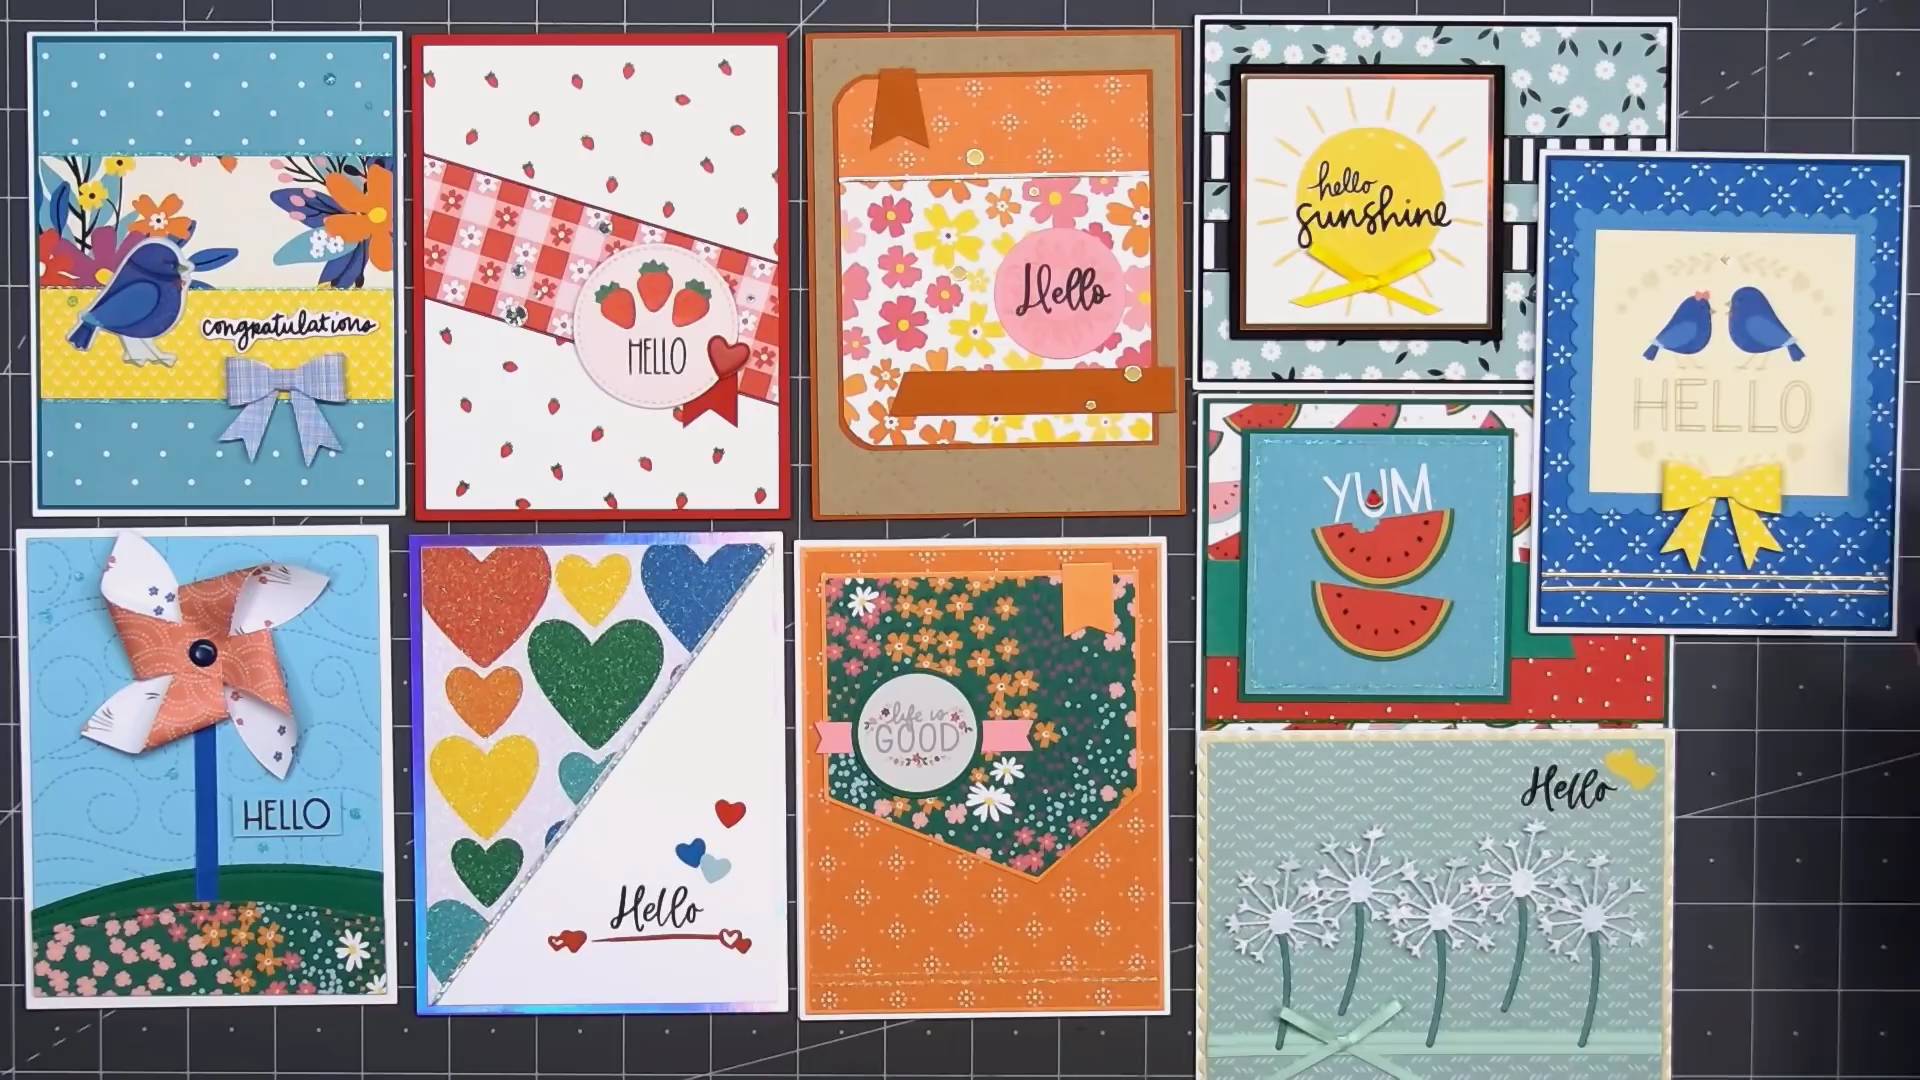 congratulations
HELLO
Hello
hello
sunshine
HELLO
YUM
HELLO
Hello
life is
GOOD
Hello